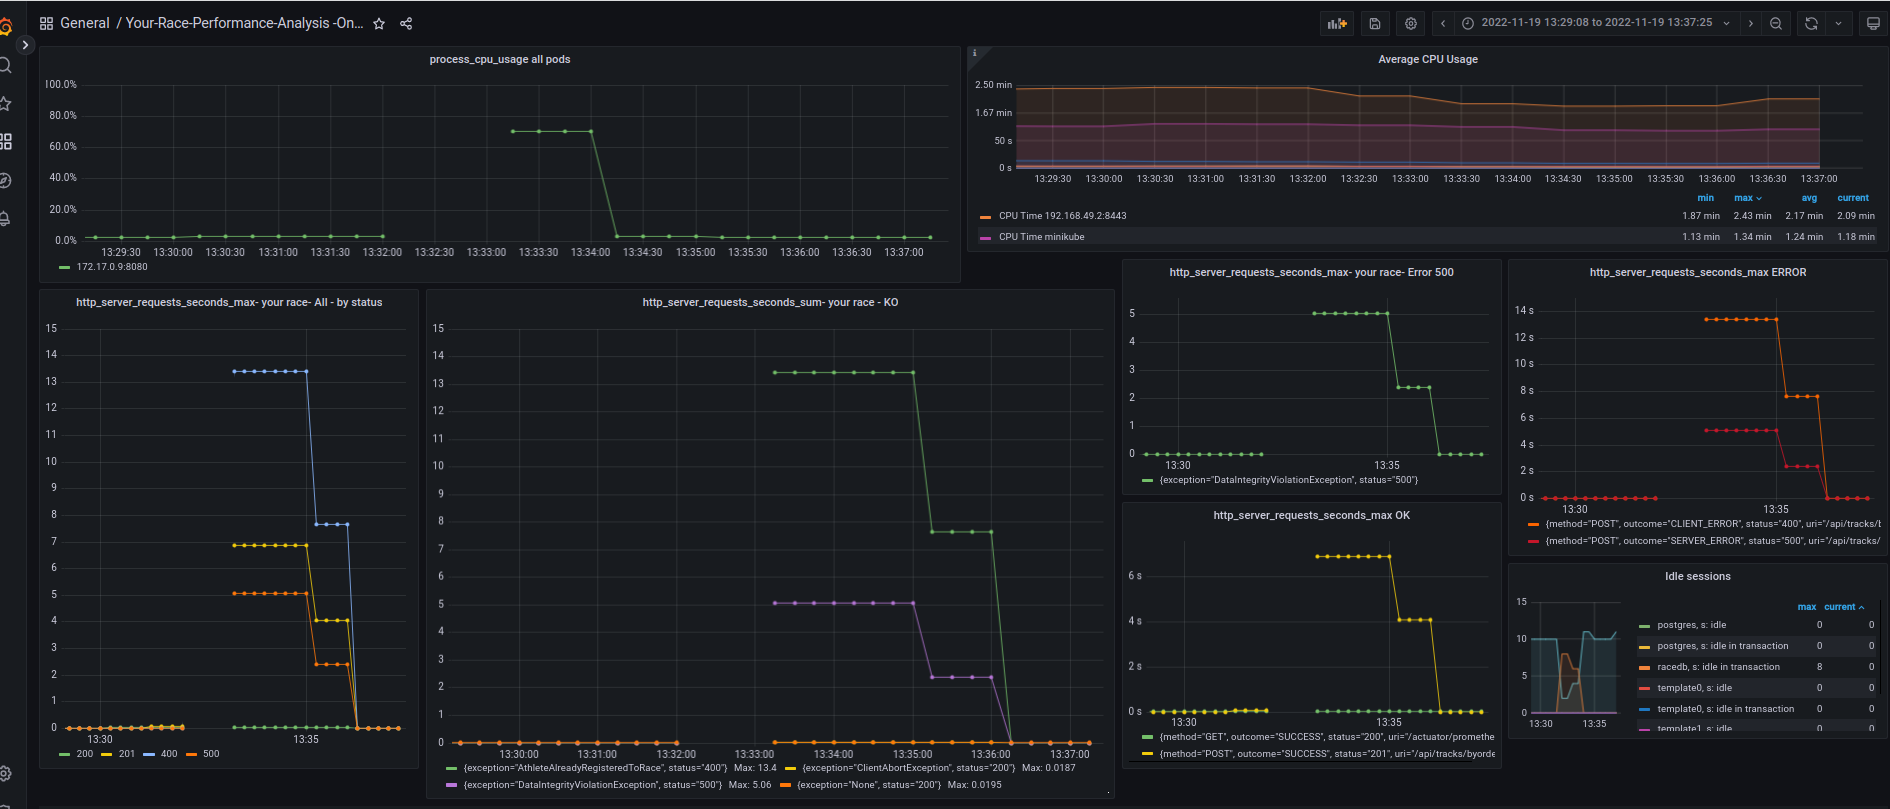 General / Your-Race-Performance-Analysis -On...
2022-11-19 13:29:08 to 2022-11-19 13:37:25
process_cpu_usage all pods
100.0%
80.0%
60.0%
40.0%
20.0%
0.0%
13:29:30 13:30:00 13:30:30 13:31:00 13:31:30 13:32:00 13:32:30 13:33:00 13:33:30 13:34:00 13:34:30 13:35:00 13:35:30 13:36:00 13:36:30 13:37:00
172.17.0.9:8080
i
Average CPU Usage
2.50 min
1.67 min
50 s
0 s
13:29:30 13:30:00 13:30:30 13:31:00 13:31:30 13:32:00 13:32:30 13:33:00 13:33:30 13:34:00 13:34:30 13:35:00 13:35:30 13:36:00 13:36:30 13:37:00
min max avg current
CPU Time 192.168.49.2:8443 1.87 min 2.43 min 2.17 min 2.09 min
CPU Time minikube 1.13 min 1.34 min 1.24 min 1.18 min
http_server_requests_seconds_max- your race- All - by status
15
14
13
12
11
10
9
8
7
6
5
4
3
2
1
0
13:30 13:35
200 201 400 500
http_server_requests_seconds_sum- your race - KO
15
14
13
12
11
10
9
8
7
6
5
4
3
2
1
0
13:30:00 13:31:00 13:32:00 13:33:00 13:34:00 13:35:00 13:36:00 13:37:00
{exception="AthleteAlreadyRegisteredToRace", status="400"} Max: 13.4 {exception="ClientAbortException", status="200"} Max: 0.0187
{exception="DataIntegrityViolationException", status="500"} Max: 5.06 {exception="None", status="200"} Max: 0.0195
http_server_requests_seconds_max- your race- Error 500
5
4
3
2
1
0
13:30 13:35
{exception="DataIntegrityViolationException", status="500"}
http_server_requests_seconds_max ERROR
14 s
12 s
10 s
8 s
6 s
4 s
2 s
0 s
13:30 13:35
{method="POST", outcome="CLIENT_ERROR", status="400", uri="/api/tracks/b
{method="POST", outcome="SERVER_ERROR", status="500", uri="/api/tracks/
http_server_requests_seconds_max OK
6 s
4 s
2 s
0 s
13:30 13:35
{method="GET", outcome="SUCCESS", status="200", uri="/actuator/promethe
{method="POST", outcome="SUCCESS", status="201", uri="/api/tracks/byorde
Idle sessions
15
10
5
0
13:30 13:35
max current
postgres, s: idle 0 0
postgres, s: idle in transaction 0 0
racedb, s: idle in transaction 8 0
template0, s: idle 0 0
template0, s: idle in transaction 0 0
template1, s: idle 0 0